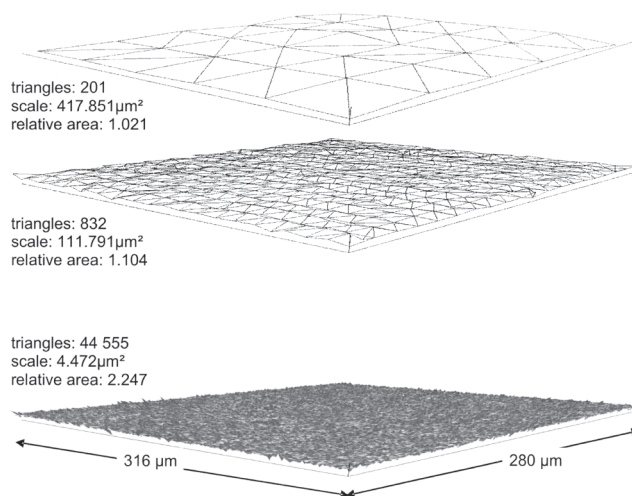 triangles: 201
scale: 417.851µm²
relative area: 1.021
triangles: 832
scale: 111.791µm²
relative area: 1.104
triangles: 44 555
scale: 4.472µm²
relative area: 2.247
316 µm
280 µm